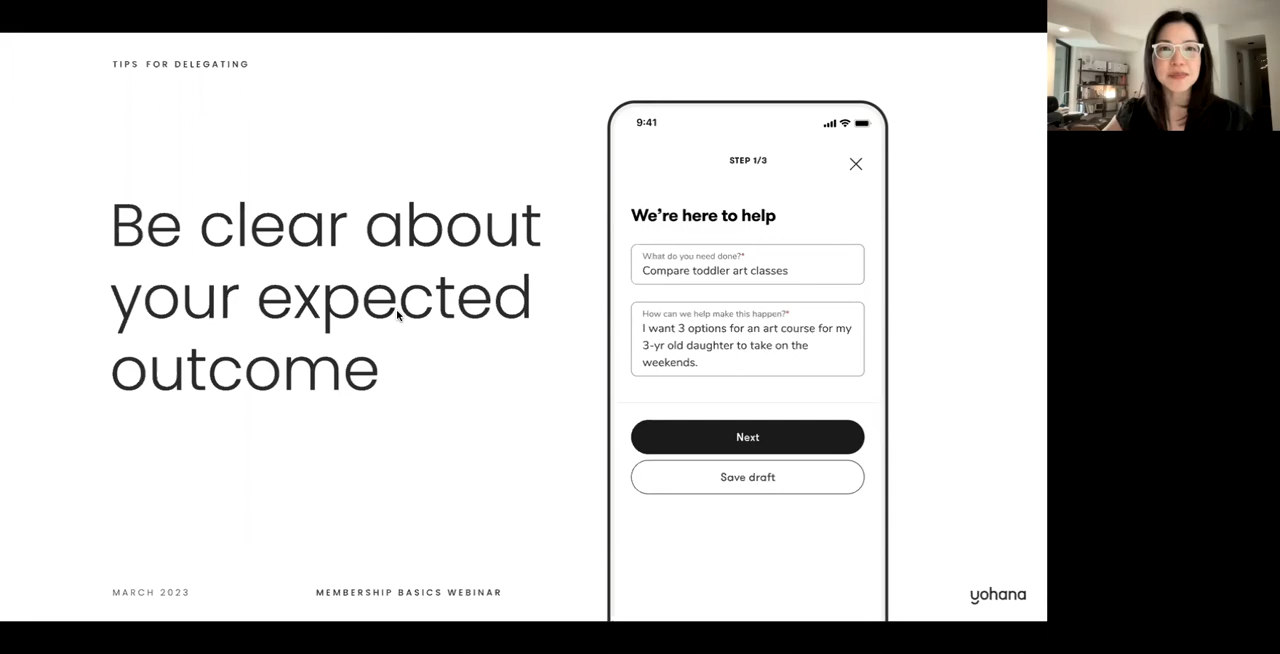 TIPS FOR DELEGATING
Be clear about
your expected
outcome
9:41
STEP 1/3
We're here to help
What do you need done?*
Compare toddler art classes
How can we help make this happen?*
I want 3 options for an art course for my
3-yr old daughter to take on the
weekends.
Next
Save draft
MARCH 2023
MEMBERSHIP BASICS WEBINAR
yohana